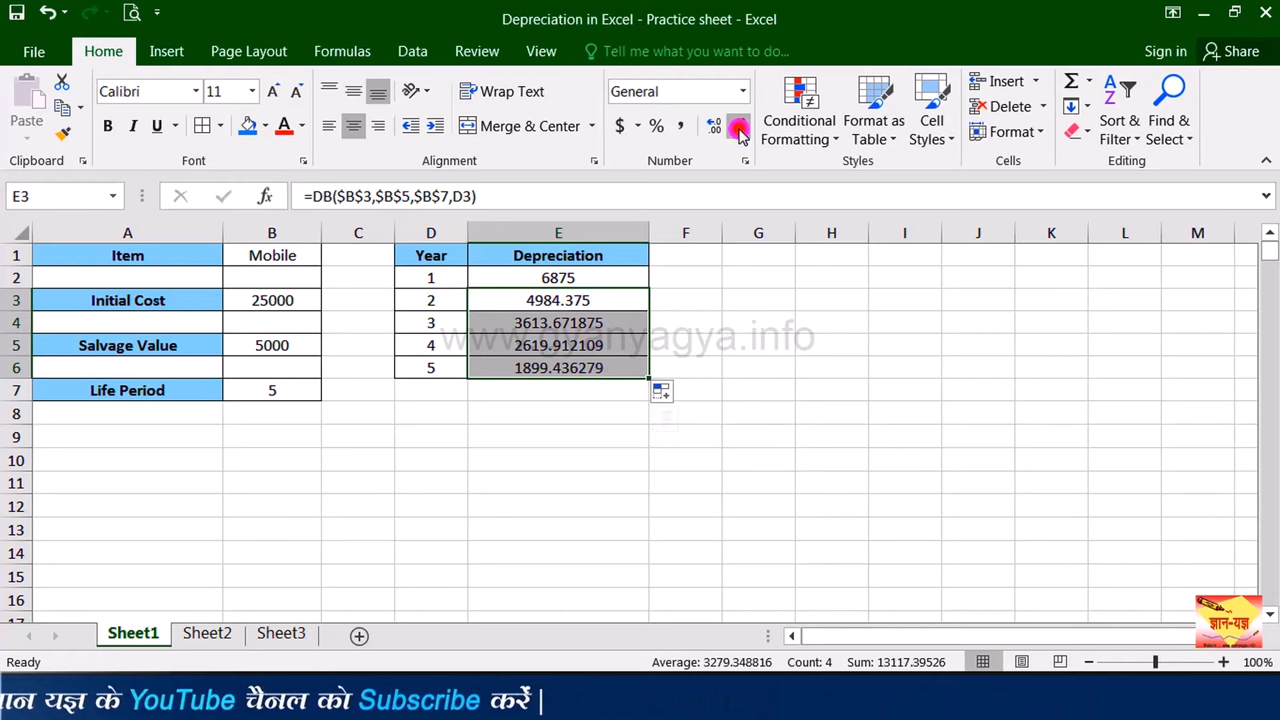 Depreciation in Excel - Practice sheet - Excel
File Home Insert Page Layout Formulas Data Review View Tell me what you want to do... Sign in Share
Calibri 11 Wrap Text General Insert
Paste B I U Merge & Center $ % , Conditional Formatting Format as Table Cell Styles Delete Format Sort & Filter Find & Select
Clipboard Font Alignment Number Styles Cells Editing
E3 fx =DB($B$3,$B$5,$B$7,D3)
A B C D E F G H I J K L M
1 Item Mobile Year Depreciation
2 1 6875
3 Initial Cost 25000 2 4984.375
4 3 3613.671875
www.gyanyagya.info
5 Salvage Value 5000 4 2619.912109
6 5 1899.436279
7 Life Period 5
8
9
10
11
12
13
14
15
16
ज्ञान-यज्ञ
Sheet1 Sheet2 Sheet3
Ready Average: 3279.348816 Count: 4 Sum: 13117.39526 100%
ान यज्ञ के YouTube चैनल को Subscribe करें |